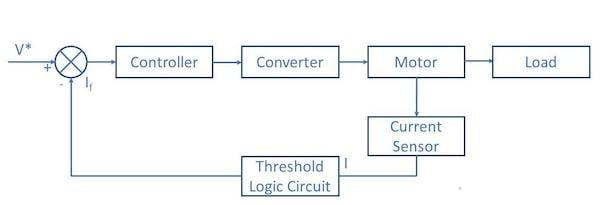 V*
+
-
I_f
Controller
Converter
Motor
Load
Current
Sensor
I
Threshold
Logic Circuit